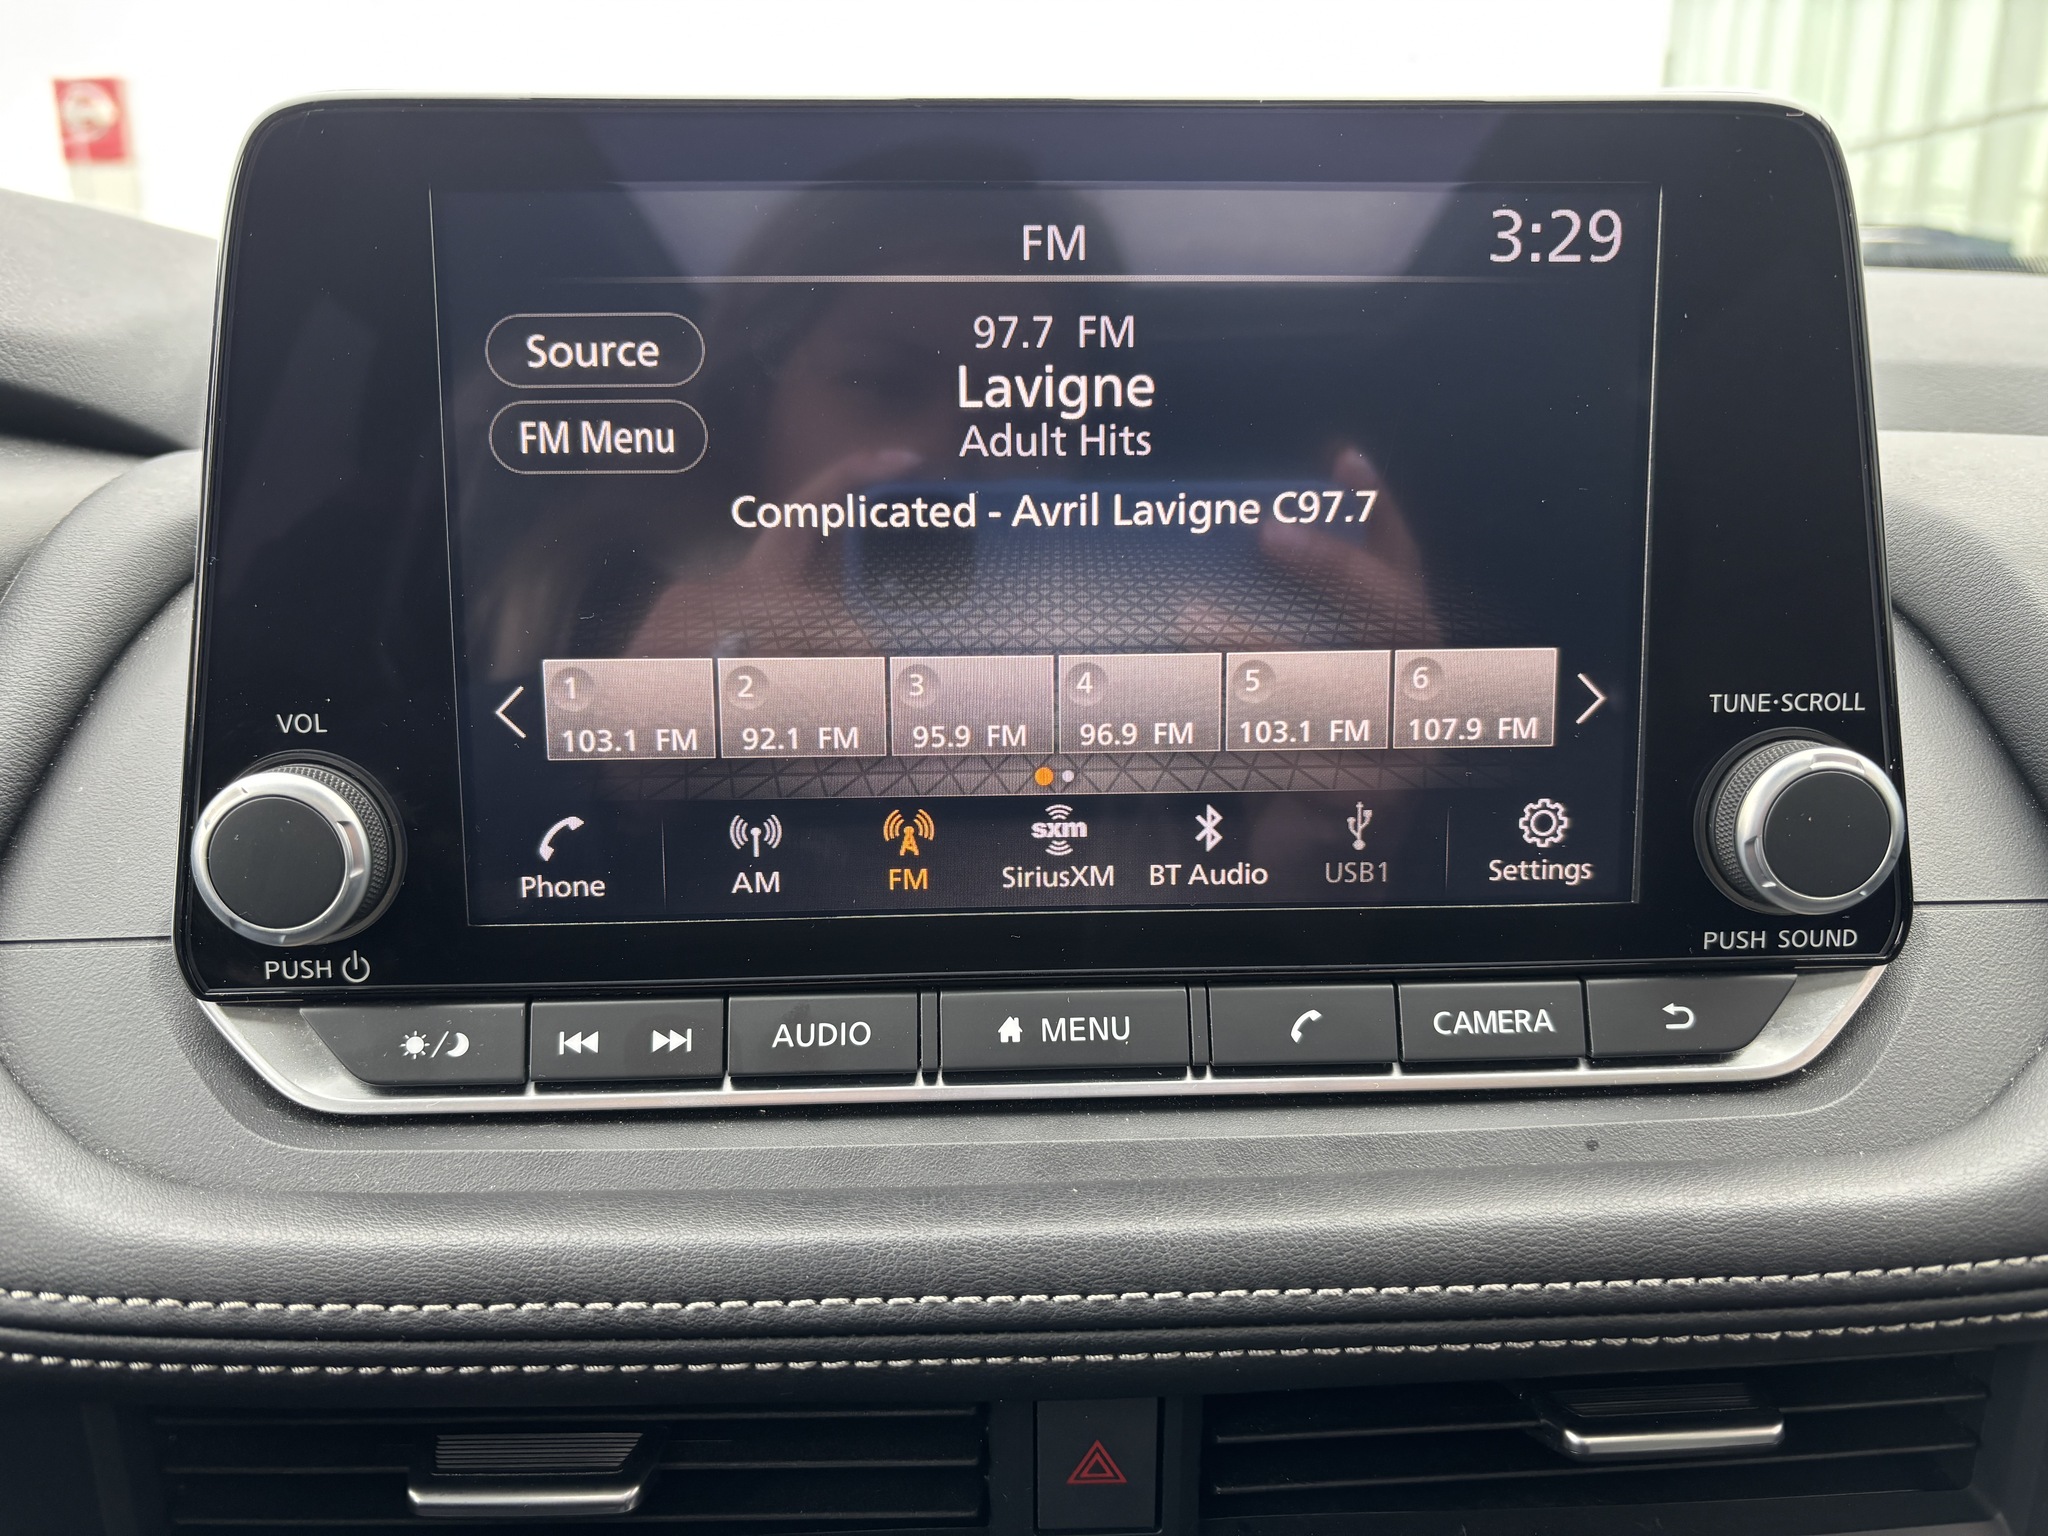 FM
3:29
97.7 FM
Source
Lavigne
FM Menu
Adult Hits
Complicated - Avril Lavigne C97.7
1
2
3
4
5
6
103.1 FM
92.1 FM
95.9 FM
96.9 FM
103.1 FM
107.9 FM
VOL
TUNE·SCROLL
sxm
Phone
AM
FM
SiriusXM
BT Audio
USB1
Settings
PUSH
PUSH SOUND
AUDIO
MENU
CAMERA